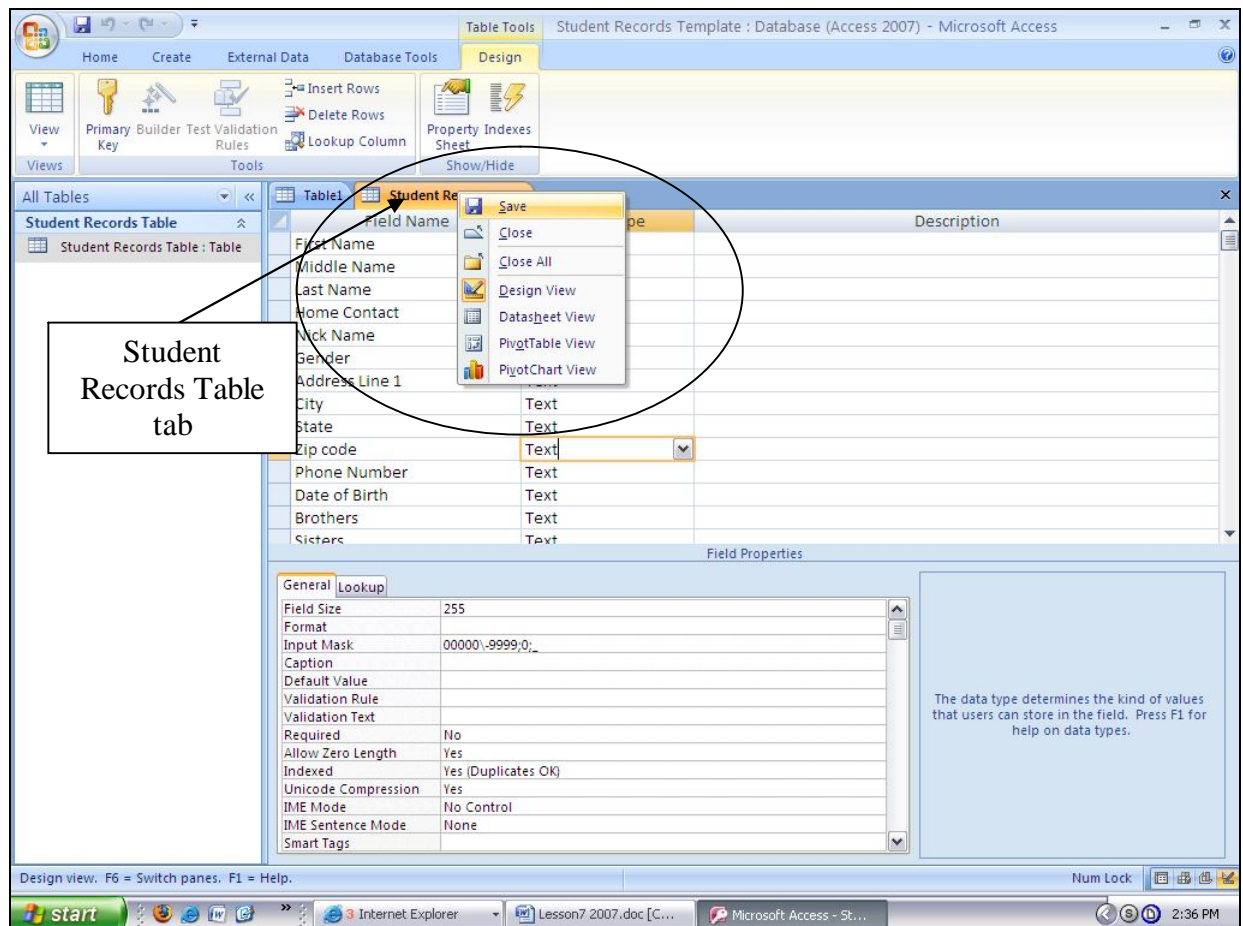 Table Tools Student Records Template : Database (Access 2007) - Microsoft Access
Home Create External Data Database Tools Design
View
Views
Primary Key
Builder
Test Validation Rules
Insert Rows
Delete Rows
Lookup Column
Tools
Property Sheet
Indexes
Show/Hide
All Tables
Student Records Table
Student Records Table : Table
Table1
Student Re
Field Name
pe
Description
First Name
Middle Name
Last Name
Home Contact
Nick Name
Gender
Address Line 1
City Text
State Text
Zip code Text
Phone Number Text
Date of Birth Text
Brothers Text
Sisters Text
Save
Close
Close All
Design View
Datasheet View
PivotTable View
PivotChart View
Student
Records Table
tab
Field Properties
General Lookup
Field Size 255
Format
Input Mask 00000\-9999;0;_
Caption
Default Value
Validation Rule
Validation Text
Required No
Allow Zero Length Yes
Indexed Yes (Duplicates OK)
Unicode Compression Yes
IME Mode No Control
IME Sentence Mode None
Smart Tags
The data type determines the kind of values
that users can store in the field. Press F1 for
help on data types.
Design view. F6 = Switch panes. F1 = Help.
Num Lock
start
3 Internet Explorer
Lesson7 2007.doc [C...
Microsoft Access - St...
2:36 PM